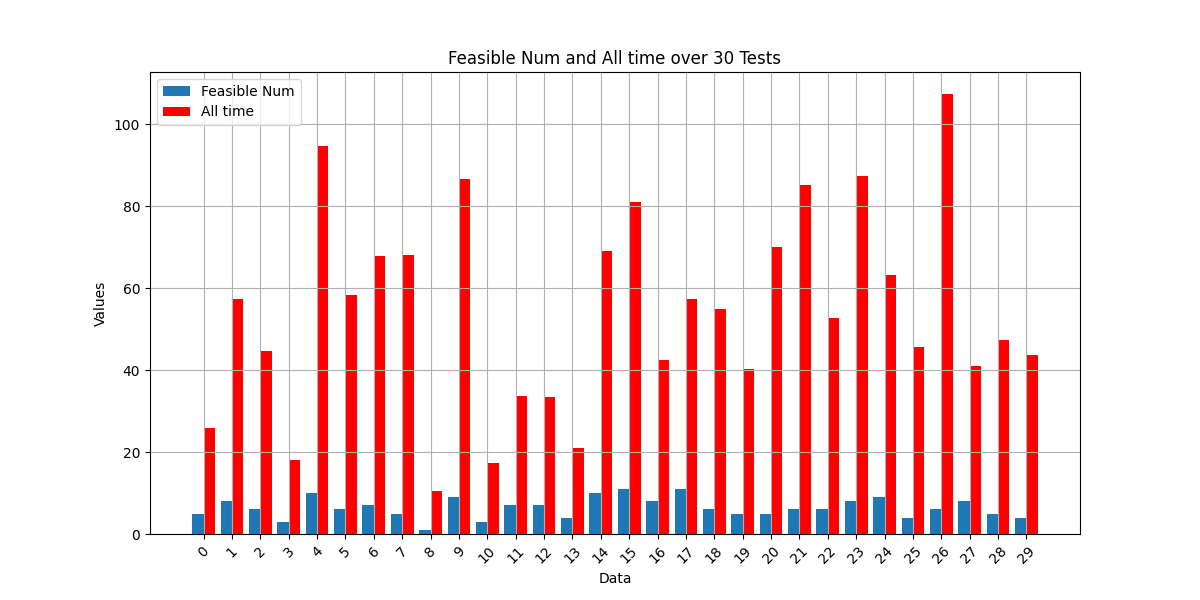 Feasible Num and All time over 30 Tests
Feasible Num
All time
100
80
60
40
20
0
Values
0 1 2 3 4 5 6 7 8 9 10 11 12 13 14 15 16 17 18 19 20 21 22 23 24 25 26 27 28 29
Data